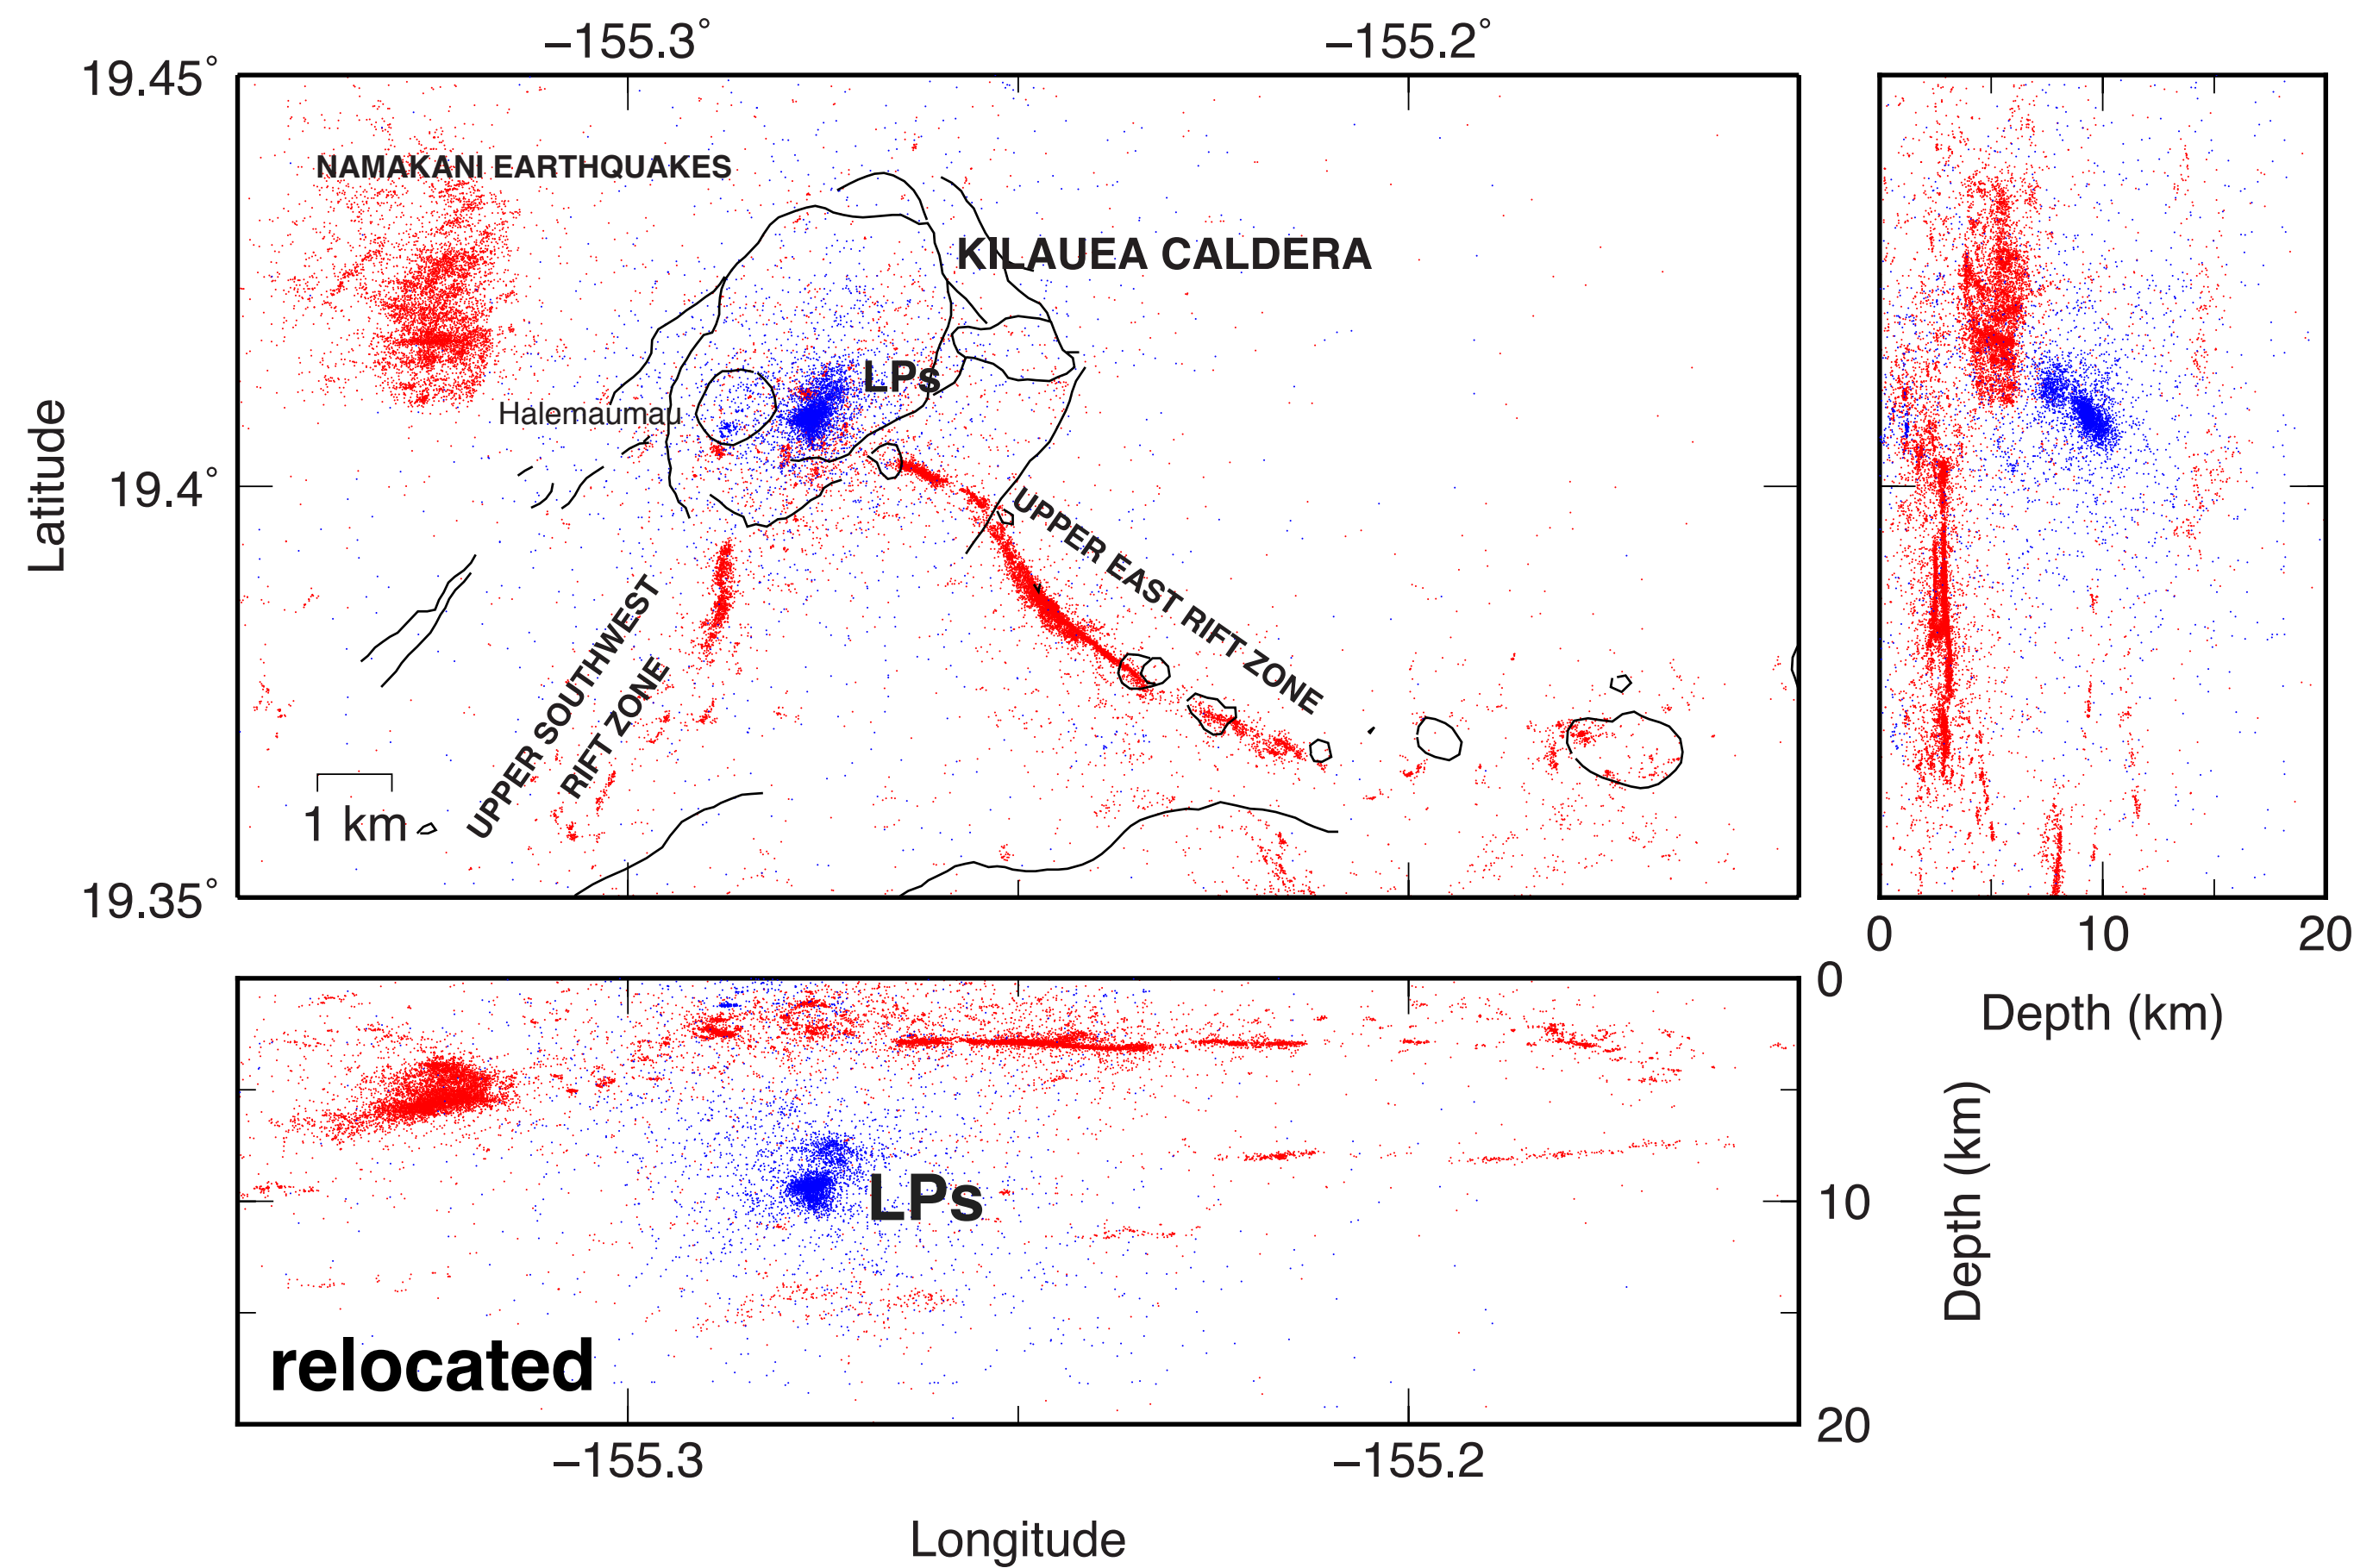 −155.3°
−155.2°
19.45°
NAMAKANI EARTHQUAKES
KILAUEA CALDERA
LPs
Halemaumau
Latitude
19.4°
UPPER EAST RIFT ZONE
UPPER SOUTHWEST
RIFT ZONE
1 km
19.35°
0
10
20
Depth (km)
0
LPs
10
Depth (km)
relocated
20
−155.3
−155.2
Longitude